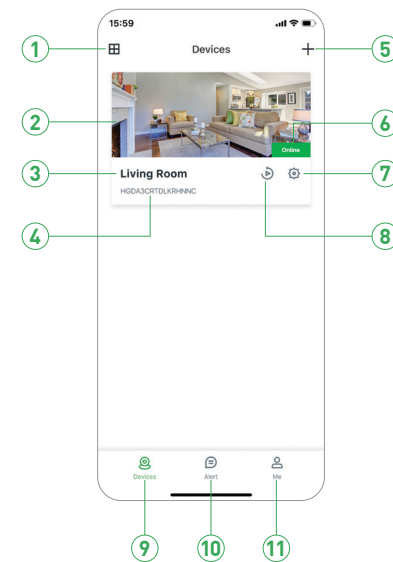 15:59
1
Devices
5
2
6
Online
3
Living Room
7
HGDA3CRTDLKRHNNC
4
8
Devices
Alert
Me
9
10
11